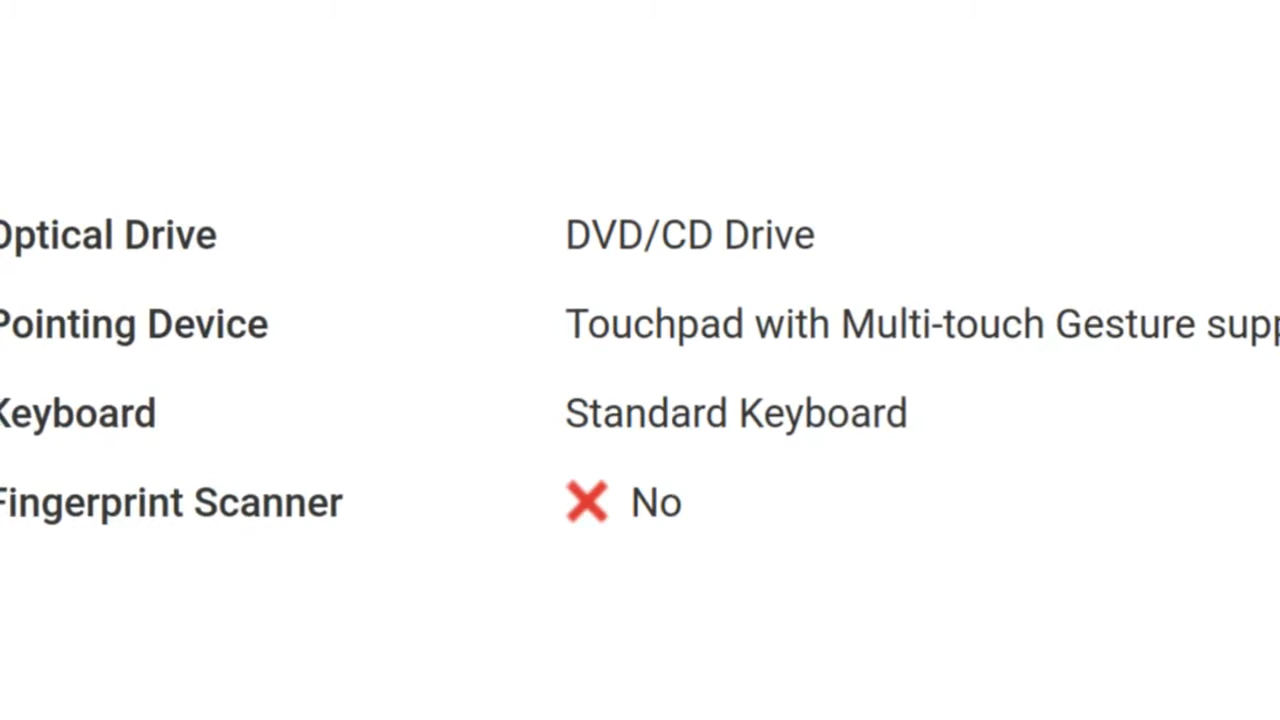 Optical Drive DVD/CD Drive
Pointing Device Touchpad with Multi-touch Gesture supp
Keyboard Standard Keyboard
Fingerprint Scanner ❌ No